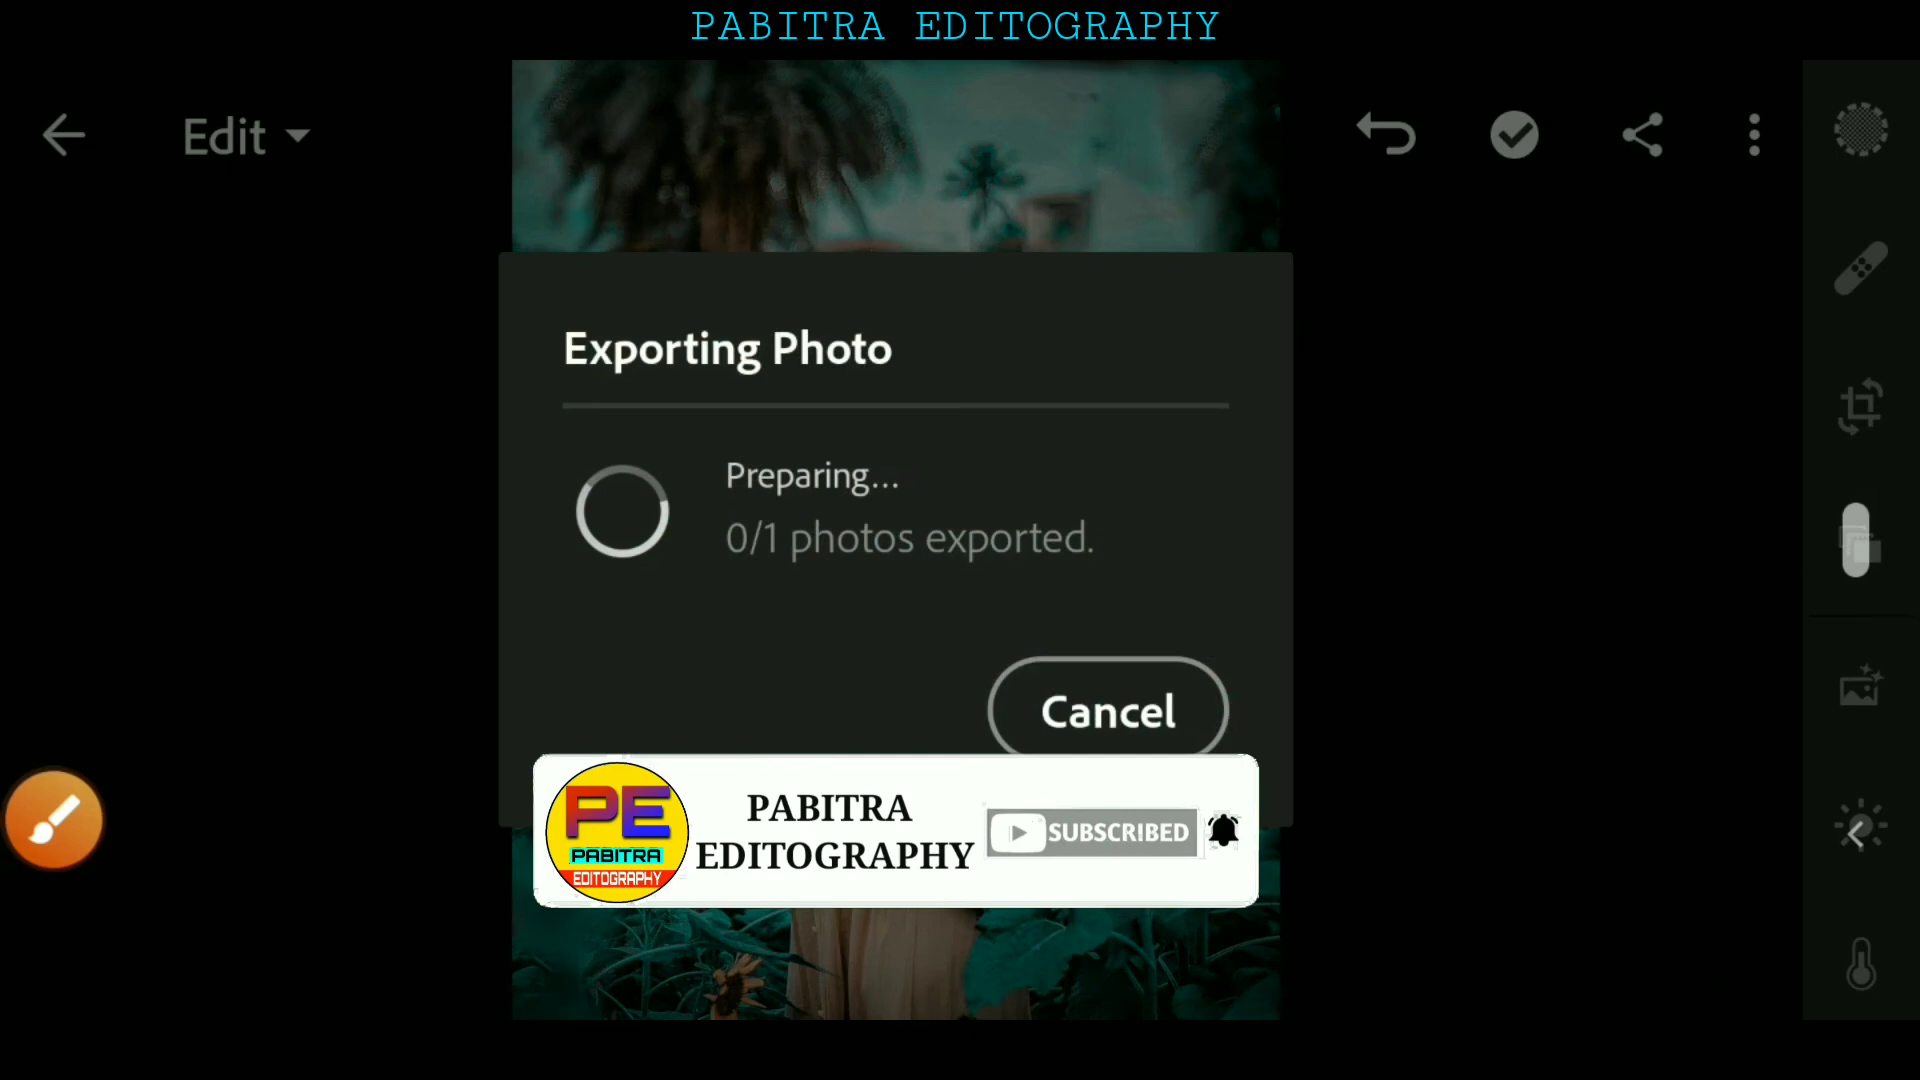 PABITRA EDITOGRAPHY
Edit
Exporting Photo
Preparing...
0/1 photos exported.
Cancel
PE
PABITRA
EDITOGRAPHY
PABITRA
EDITOGRAPHY
SUBSCRIBED